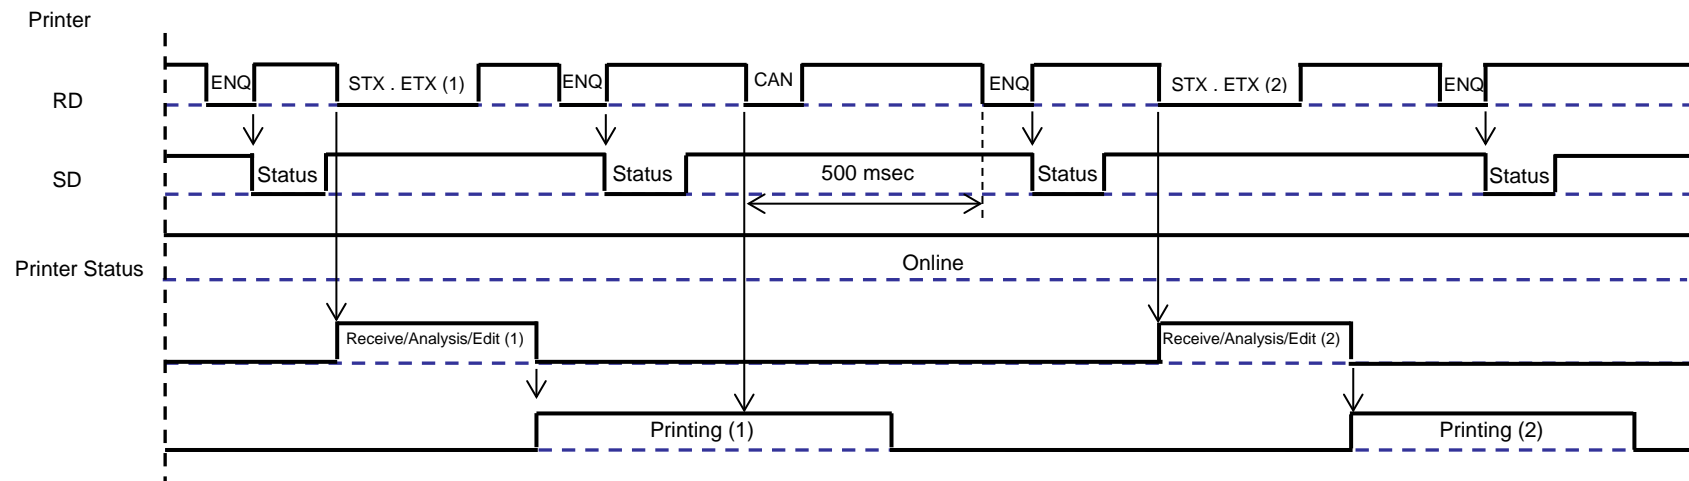 Printer
RD
ENQ
STX . ETX (1)
ENQ
CAN
ENQ
STX . ETX (2)
ENQ
SD
Status
Status
500 msec
Status
Status
Printer Status
Online
Receive/Analysis/Edit (1)
Receive/Analysis/Edit (2)
Printing (1)
Printing (2)